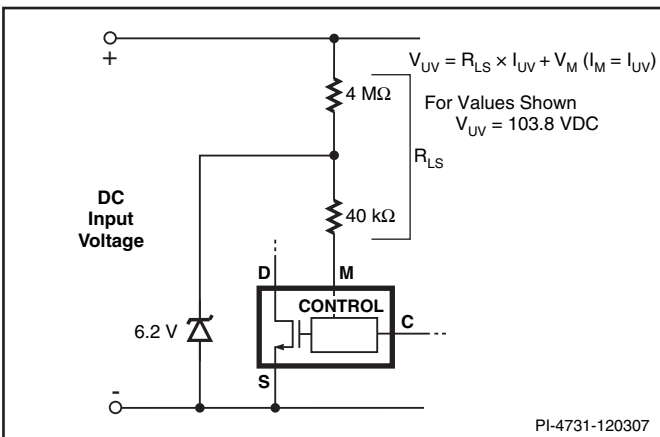 +
V_UV = R_LS × I_UV + V_M (I_M = I_UV)
4 MΩ
For Values Shown
V_UV = 103.8 VDC
R_LS
DC
Input
Voltage
40 kΩ
D
M
CONTROL
C
6.2 V
S
-
PI-4731-120307